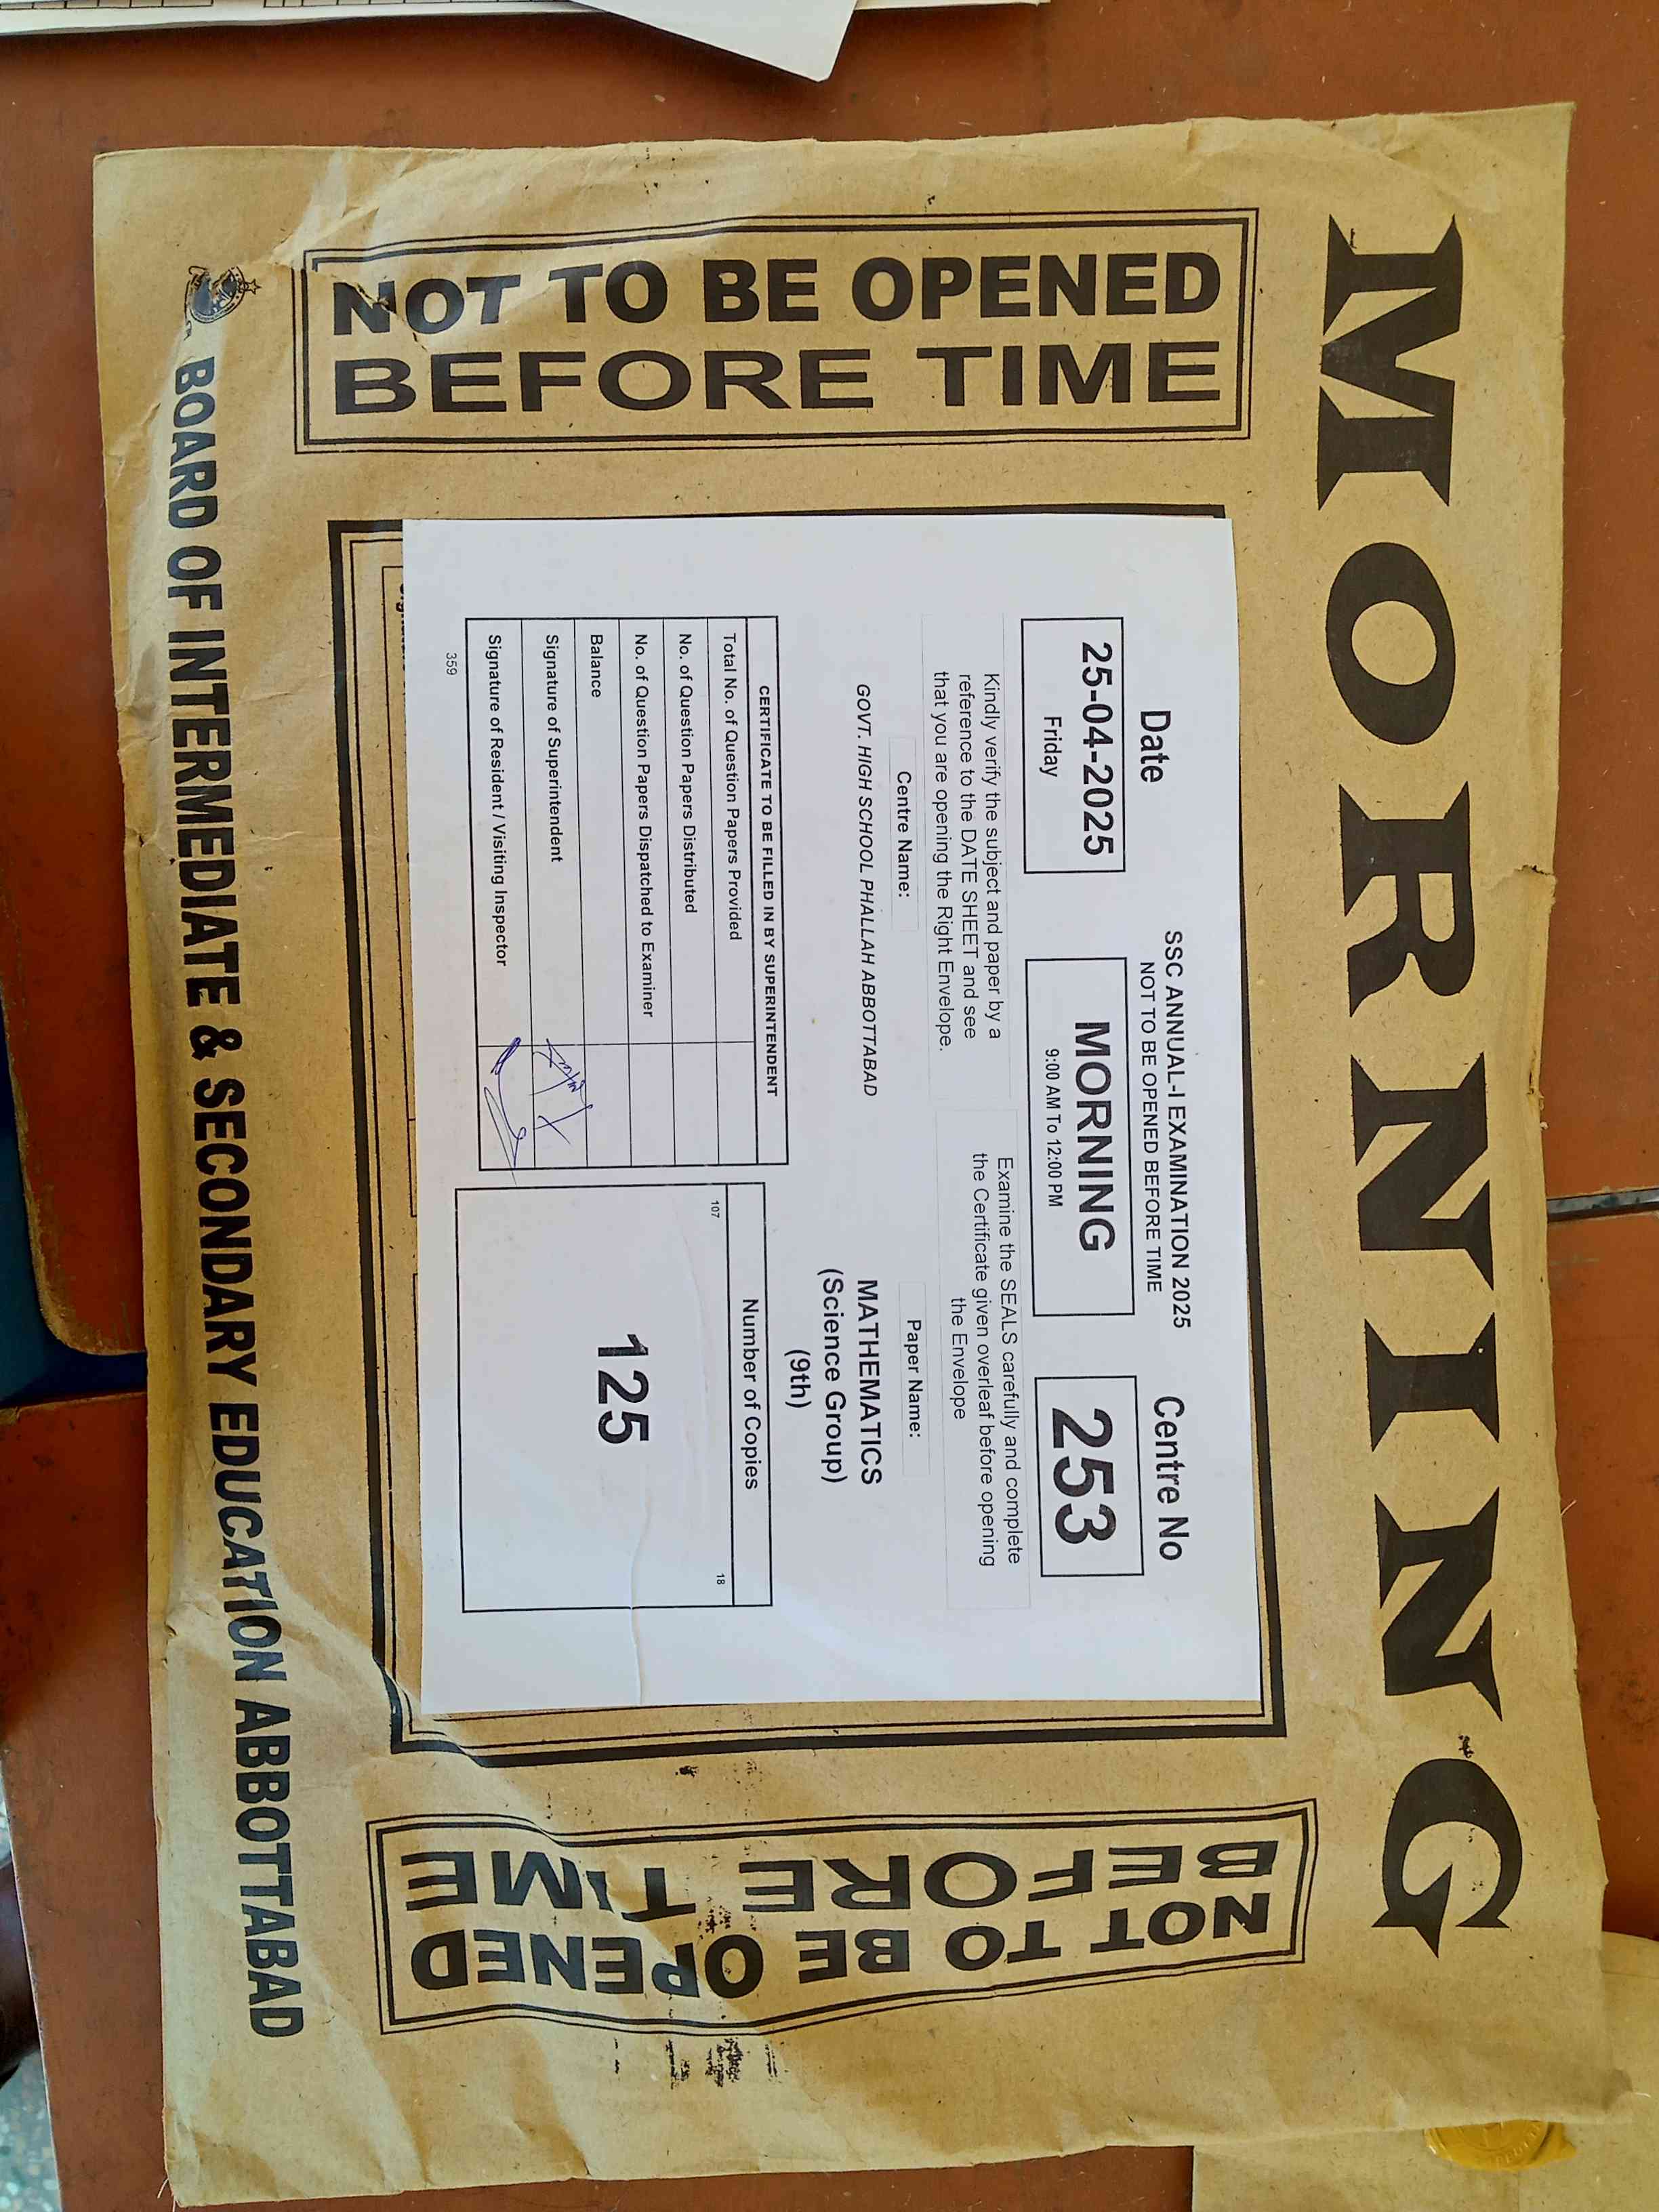 MORNING
NOT TO BE OPENED
BEFORE TIME
SSC ANNUAL-I EXAMINATION 2025
NOT TO BE OPENED BEFORE TIME
Date
25-04-2025
Friday
MORNING
9:00 AM To 12:00 PM
Centre No
253
Kindly verify the subject and paper by a
reference to the DATE SHEET and see
that you are opening the Right Envelope.
Examine the SEALS carefully and complete
the Certificate given overleaf before opening
the Envelope
Centre Name:
GOVT. HIGH SCHOOL PHALLAH ABBOTTABAD
Paper Name:
MATHEMATICS
(Science Group)
(9th)
CERTIFICATE TO BE FILLED IN BY SUPERINTENDENT
Total No. of Question Papers Provided
No. of Question Papers Distributed
No. of Question Papers Dispatched to Examiner
Balance
Signature of Superintendent
Signature of Resident / Visiting Inspector
359
Number of Copies
107
18
125
NOT TO BE OPENED
BEFORE TIME
BOARD OF INTERMEDIATE & SECONDARY EDUCATION ABBOTTABAD